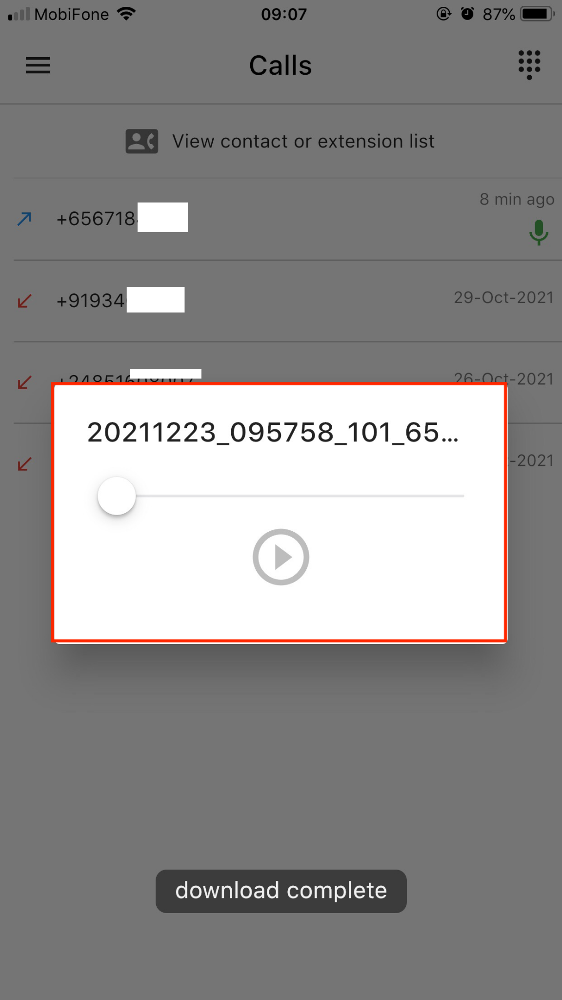 MobiFone 09:07 87%
Calls
View contact or extension list
8 min ago
+656718
+91934
29-Oct-2021
26-Oct-2021
20211223_095758_101_65...
-2021
download complete